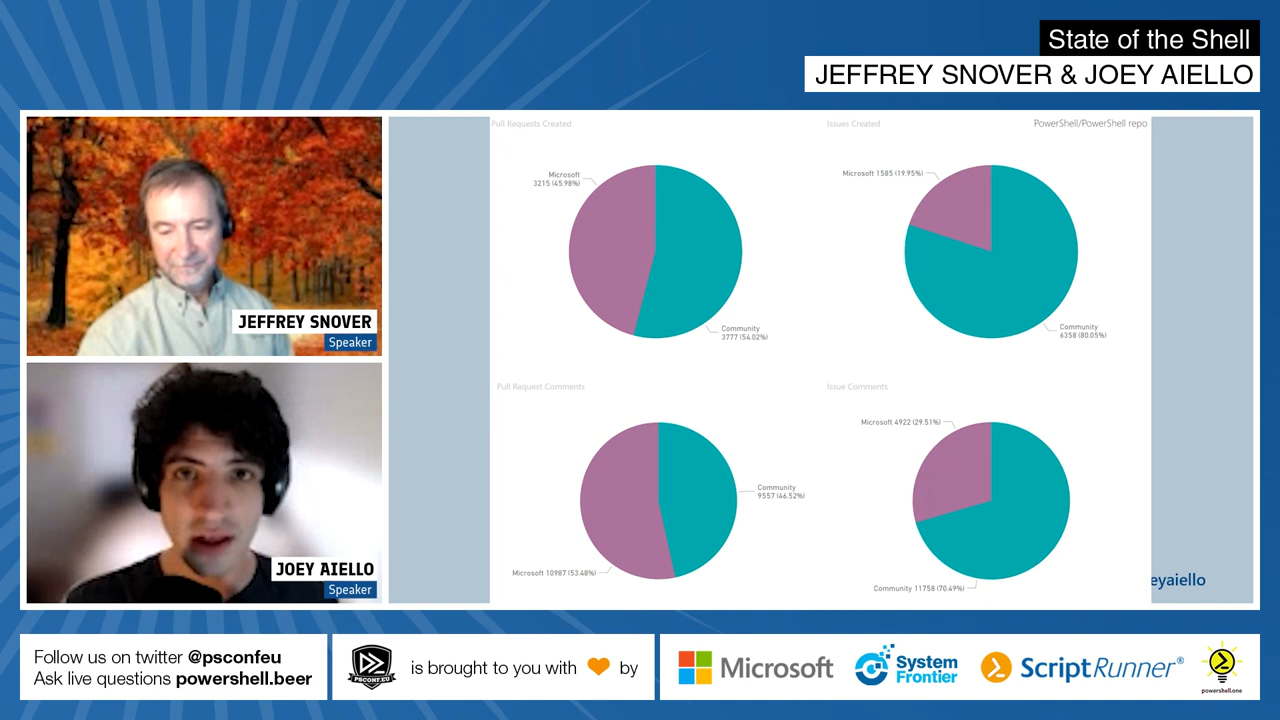 State of the Shell
JEFFREY SNOVER & JOEY AIELLO
JEFFREY SNOVER
Speaker
JOEY AIELLO
Speaker
Pull Requests Created
Microsoft
3215 (45.98%)
Community
3777 (54.02%)
Issues Created
PowerShell/PowerShell repo
Microsoft 1585 (19.95%)
Community
6358 (80.05%)
Pull Request Comments
Community
9557 (46.52%)
Microsoft 10987 (53.48%)
Issue Comments
Microsoft 4922 (29.51%)
Community 11758 (70.49%)
eyaiello
Follow us on twitter @psconfeu
Ask live questions powershell.beer
PSCONF.EU
is brought to you with by
Microsoft
System
Frontier
ScriptRunner®
powershell.one